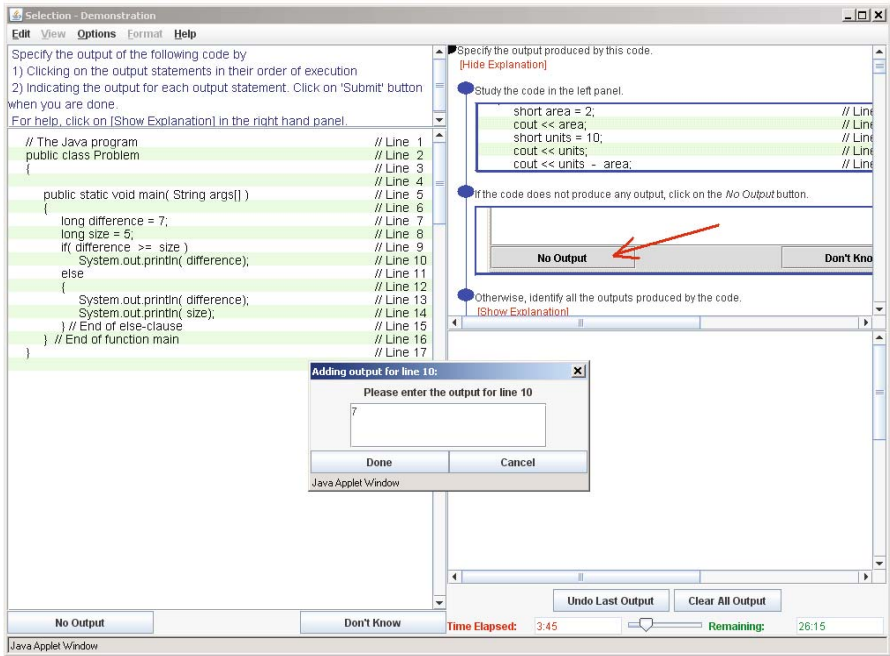 Selection - Demonstration
Edit View Options Format Help
Specify the output of the following code by
1) Clicking on the output statements in their order of execution
2) Indicating the output for each output statement. Click on 'Submit' button
when you are done.
For help, click on [Show Explanation] in the right hand panel.
// The Java program // Line 1
public class Problem // Line 2
{ // Line 3
// Line 4
public static void main( String args[] ) // Line 5
{ // Line 6
long difference = 7; // Line 7
long size = 5; // Line 8
if( difference >= size ) // Line 9
System.out.println( difference); // Line 10
else // Line 11
{ // Line 12
System.out.println( difference); // Line 13
System.out.println( size); // Line 14
} // End of else-clause // Line 15
} // End of function main // Line 16
} // Line 17
No Output Don't Know
Specify the output produced by this code.
[Hide Explanation]
Study the code in the left panel.
short area = 2; // Line
cout << area; // Line
short units = 10; // Line
cout << units; // Line
cout << units - area; // Line
If the code does not produce any output, click on the No Output button.
No Output Don't Kno
Otherwise, identify all the outputs produced by the code.
[Show Explanation]
Adding output for line 10:
Please enter the output for line 10
7
Done Cancel
Java Applet Window
Undo Last Output Clear All Output
Time Elapsed: 3:45 Remaining: 26:15
Java Applet Window